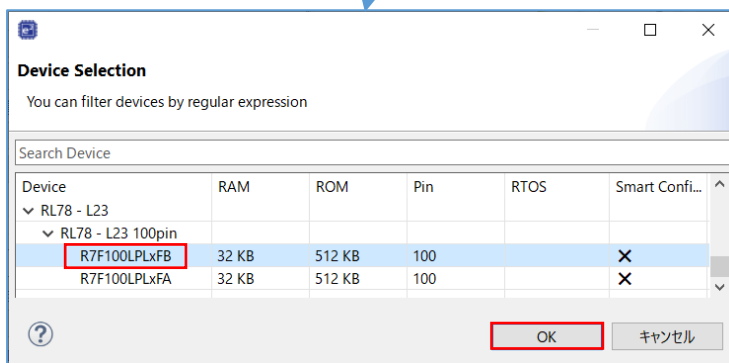 Device Selection
You can filter devices by regular expression
Search Device
Device RAM ROM Pin RTOS Smart Confi...
RL78 - L23
RL78 - L23 100pin
R7F100LPLxFB 32 KB 512 KB 100
R7F100LPLxFA 32 KB 512 KB 100
OK キャンセル